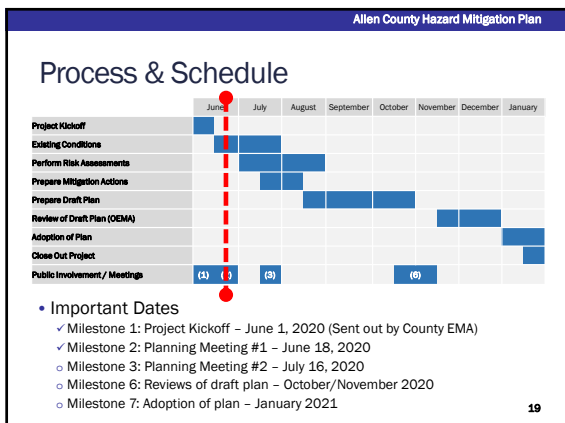 Allen County Hazard Mitigation Plan
Process & Schedule
June July August September October November December January
Project Kickoff
Existing Conditions
Perform Risk Assessments
Prepare Mitigation Actions
Prepare Draft Plan
Review of Draft Plan (OEMA)
Adoption of Plan
Close Out Project
Public Involvement / Meetings (1) (2) (3) (6)
• Important Dates
✓ Milestone 1: Project Kickoff – June 1, 2020 (Sent out by County EMA)
✓ Milestone 2: Planning Meeting #1 – June 18, 2020
o Milestone 3: Planning Meeting #2 – July 16, 2020
o Milestone 6: Reviews of draft plan – October/November 2020
o Milestone 7: Adoption of plan – January 2021
19